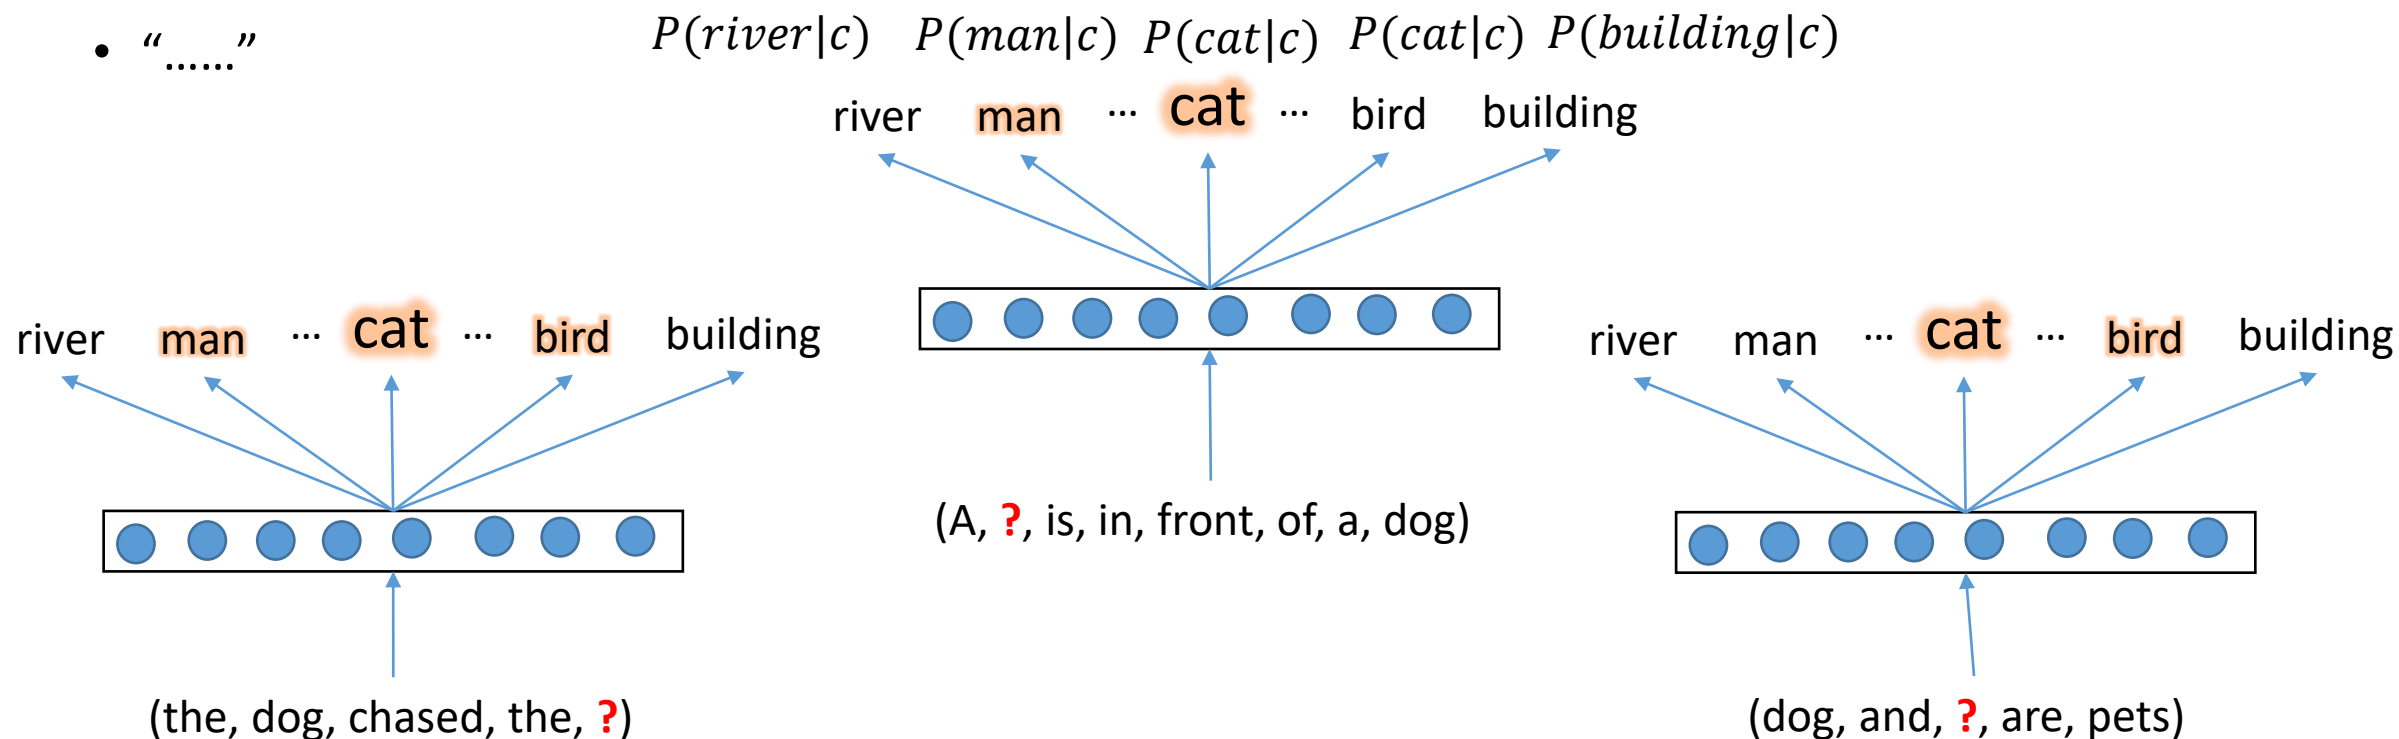 • “……”
P(river|c) P(man|c) P(cat|c) P(cat|c) P(building|c)
river man ... cat ... bird building
(A, ?, is, in, front, of, a, dog)
river man ... cat ... bird building
(the, dog, chased, the, ?)
river man ... cat ... bird building
(dog, and, ?, are, pets)